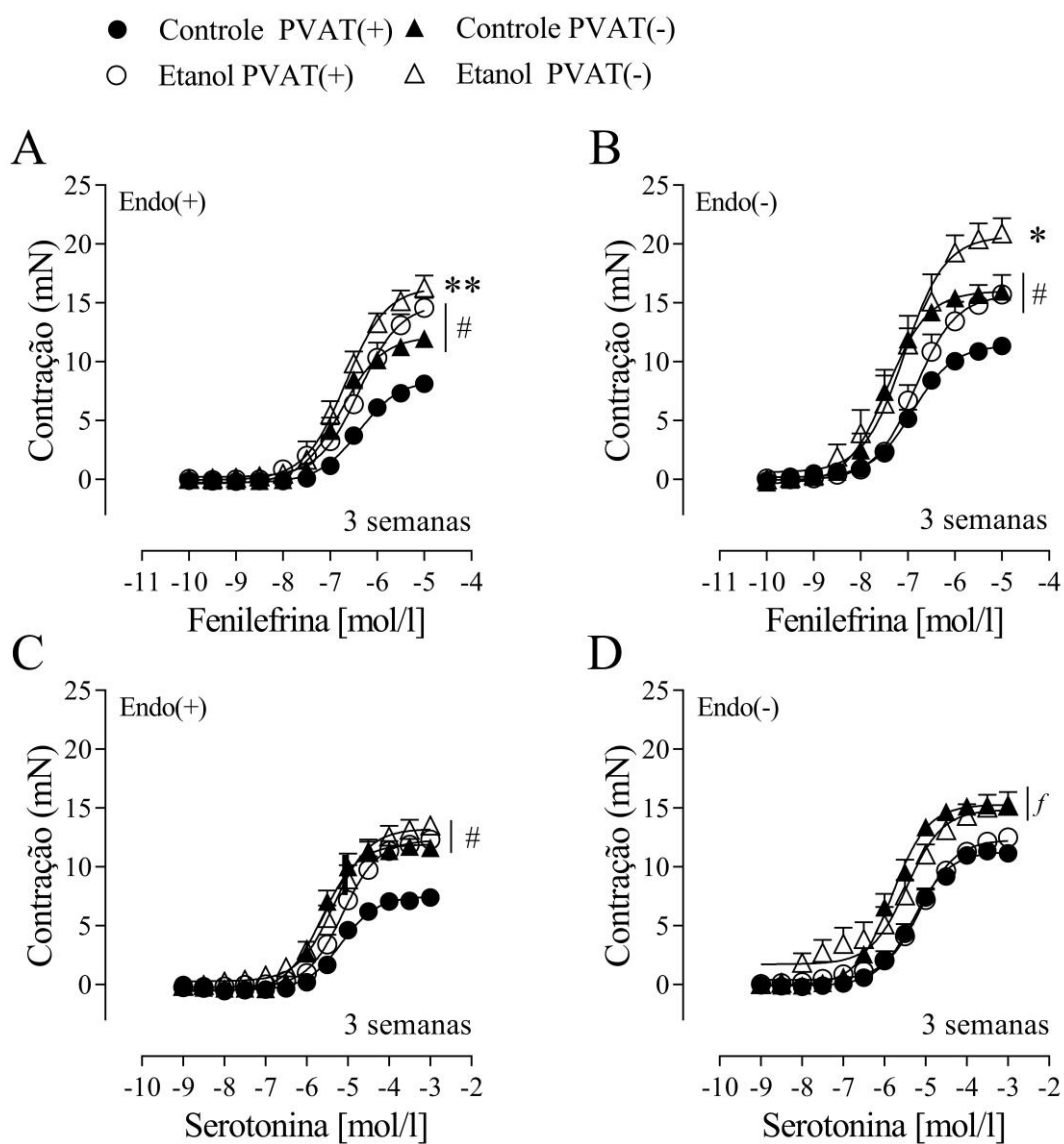 ● Controle PVAT(+) ▲ Controle PVAT(-)
○ Etanol PVAT(+) △ Etanol PVAT(-)
A
Endo(+)
Contração (mN)
25
20
15
10
5
0
**
#
3 semanas
-11 -10 -9 -8 -7 -6 -5 -4
Fenilefrina [mol/l]
B
Endo(-)
Contração (mN)
25
20
15
10
5
0
*
#
3 semanas
-11 -10 -9 -8 -7 -6 -5 -4
Fenilefrina [mol/l]
C
Endo(+)
Contração (mN)
25
20
15
10
5
0
#
3 semanas
-10 -9 -8 -7 -6 -5 -4 -3 -2
Serotonina [mol/l]
D
Endo(-)
Contração (mN)
25
20
15
10
5
0
f
3 semanas
-10 -9 -8 -7 -6 -5 -4 -3 -2
Serotonina [mol/l]